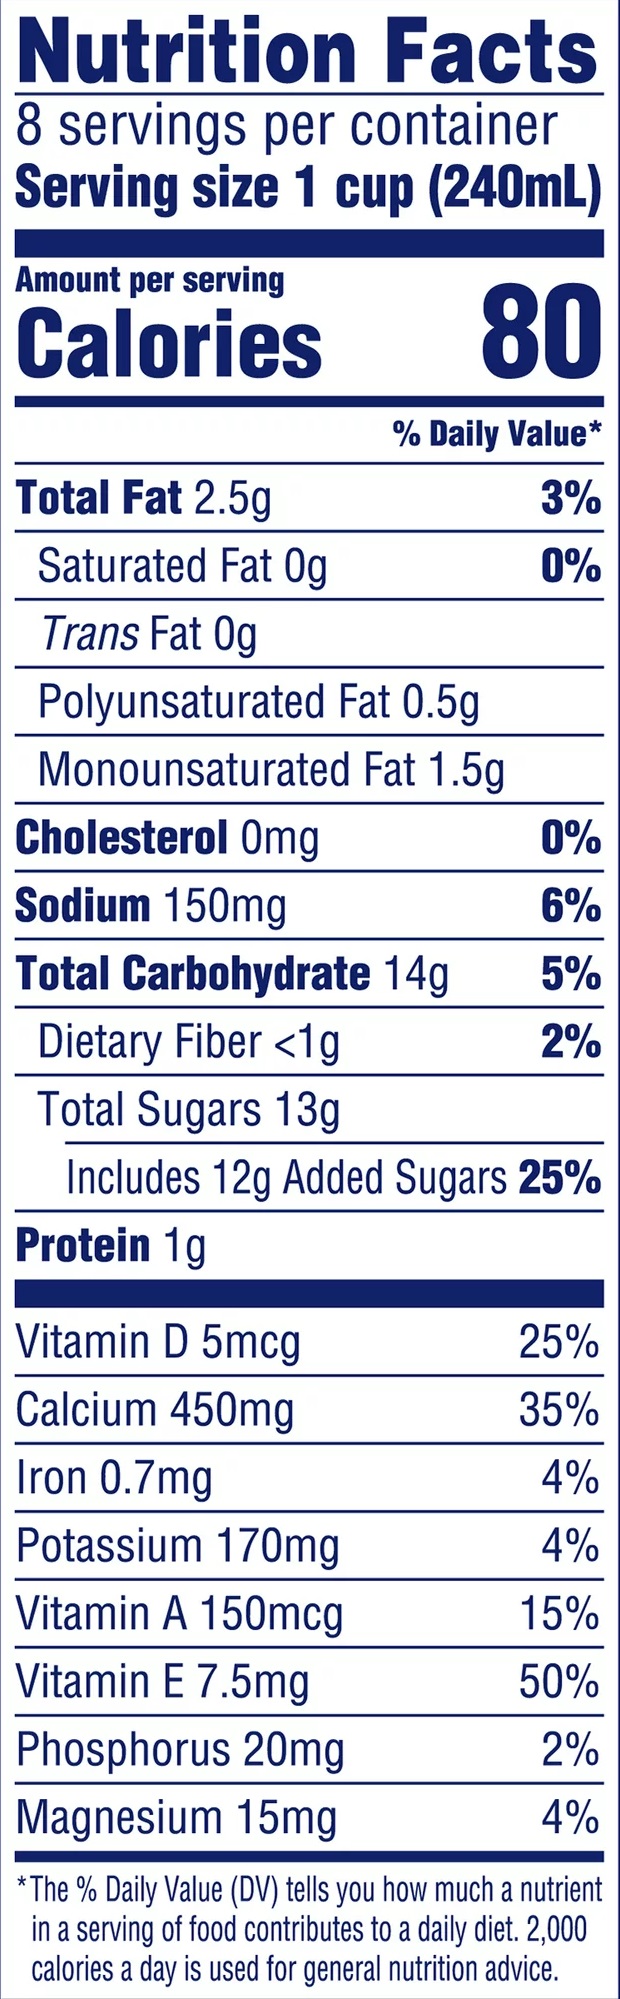 Nutrition Facts
8 servings per container
Serving size 1 cup (240mL)
Amount per serving
Calories 80
% Daily Value*
Total Fat 2.5g 3%
Saturated Fat 0g 0%
Trans Fat 0g
Polyunsaturated Fat 0.5g
Monounsaturated Fat 1.5g
Cholesterol 0mg 0%
Sodium 150mg 6%
Total Carbohydrate 14g 5%
Dietary Fiber <1g 2%
Total Sugars 13g
Includes 12g Added Sugars 25%
Protein 1g
Vitamin D 5mcg 25%
Calcium 450mg 35%
Iron 0.7mg 4%
Potassium 170mg 4%
Vitamin A 150mcg 15%
Vitamin E 7.5mg 50%
Phosphorus 20mg 2%
Magnesium 15mg 4%
*The % Daily Value (DV) tells you how much a nutrient
in a serving of food contributes to a daily diet. 2,000
calories a day is used for general nutrition advice.